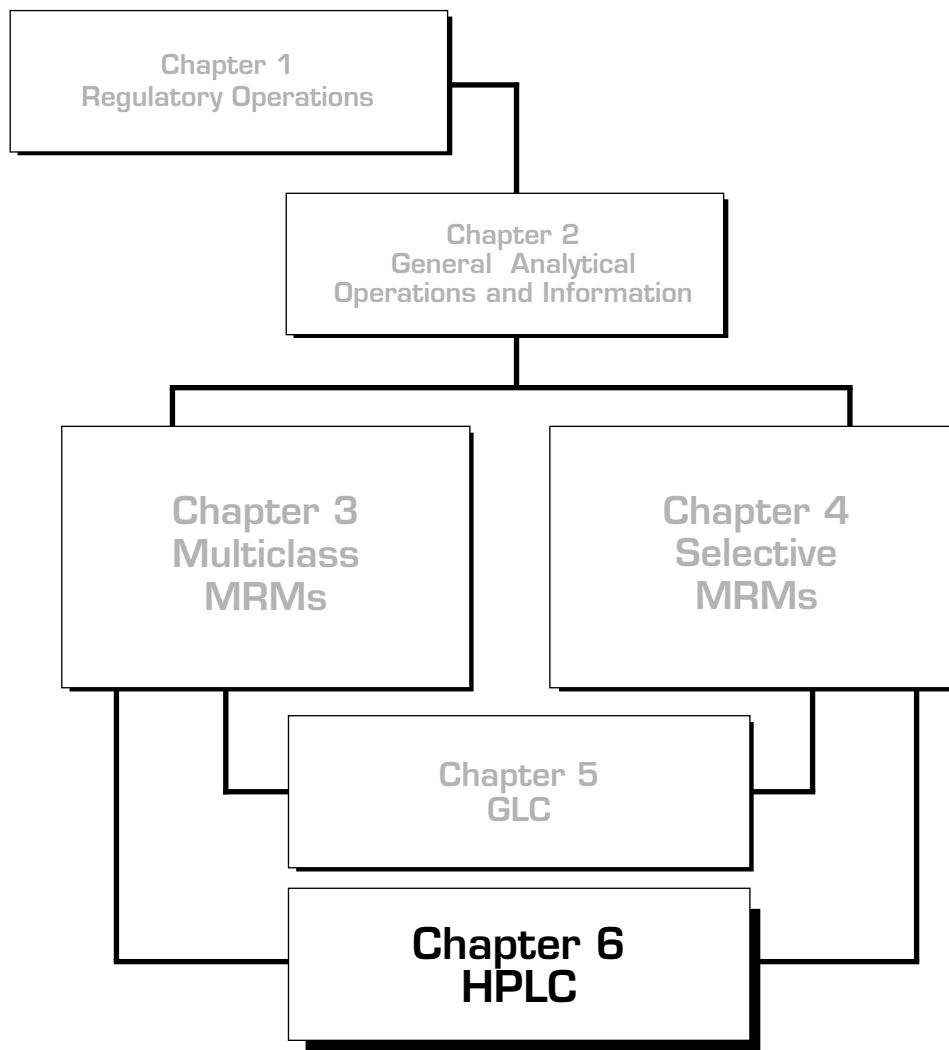 Chapter 1
Regulatory Operations
Chapter 2
General Analytical
Operations and Information
Chapter 3
Multiclass
MRMs
Chapter 4
Selective
MRMs
Chapter 5
GLC
Chapter 6
HPLC